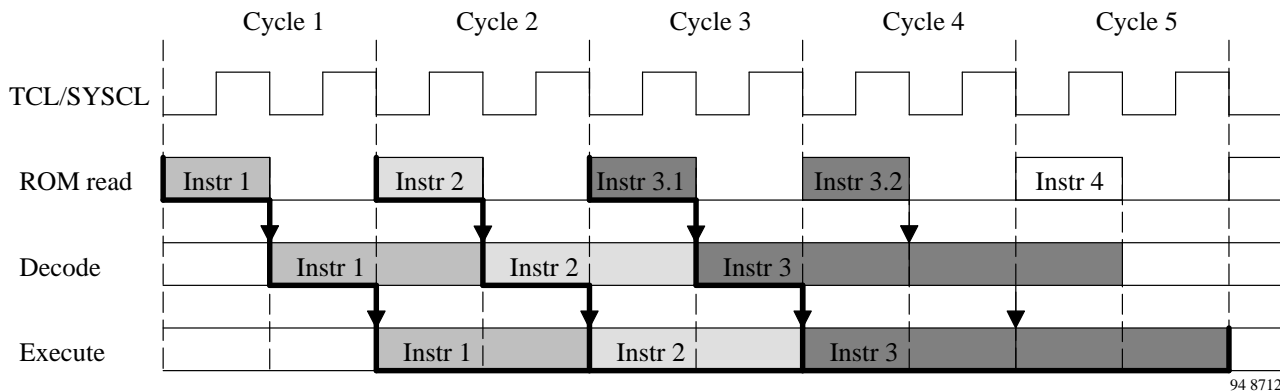 Cycle 1 Cycle 2 Cycle 3 Cycle 4 Cycle 5
TCL/SYSCL
ROM read Instr 1 Instr 2 Instr 3.1 Instr 3.2 Instr 4
Decode Instr 1 Instr 2 Instr 3
Execute Instr 1 Instr 2 Instr 3
94 8712